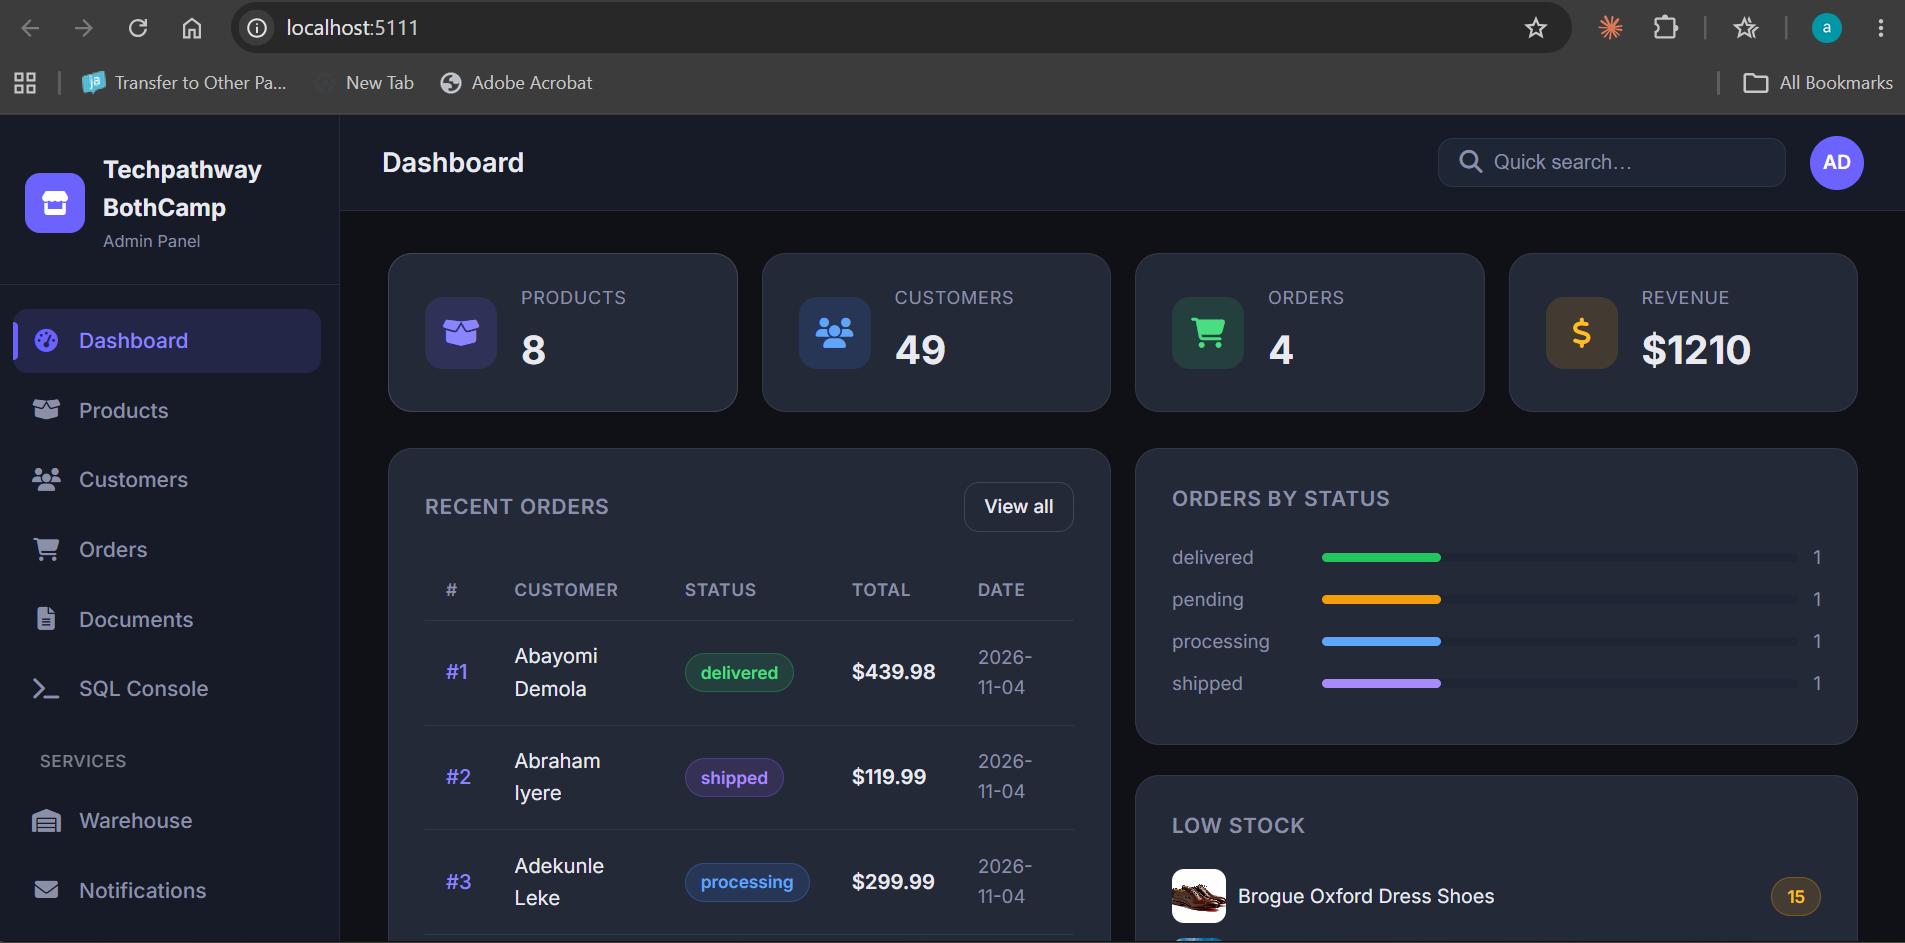 localhost:5111
Transfer to Other Pa...
New Tab
Adobe Acrobat
All Bookmarks
a
Techpathway
BothCamp
Admin Panel
Dashboard
Products
Customers
Orders
Documents
SQL Console
SERVICES
Warehouse
Notifications
Dashboard
Quick search...
AD
PRODUCTS
8
CUSTOMERS
49
ORDERS
4
REVENUE
$1210
RECENT ORDERS
View all
# CUSTOMER STATUS TOTAL DATE
#1 Abayomi Demola delivered $439.98 2026-11-04
#2 Abraham Iyere shipped $119.99 2026-11-04
#3 Adekunle Leke processing $299.99 2026-11-04
ORDERS BY STATUS
delivered 1
pending 1
processing 1
shipped 1
LOW STOCK
Brogue Oxford Dress Shoes 15